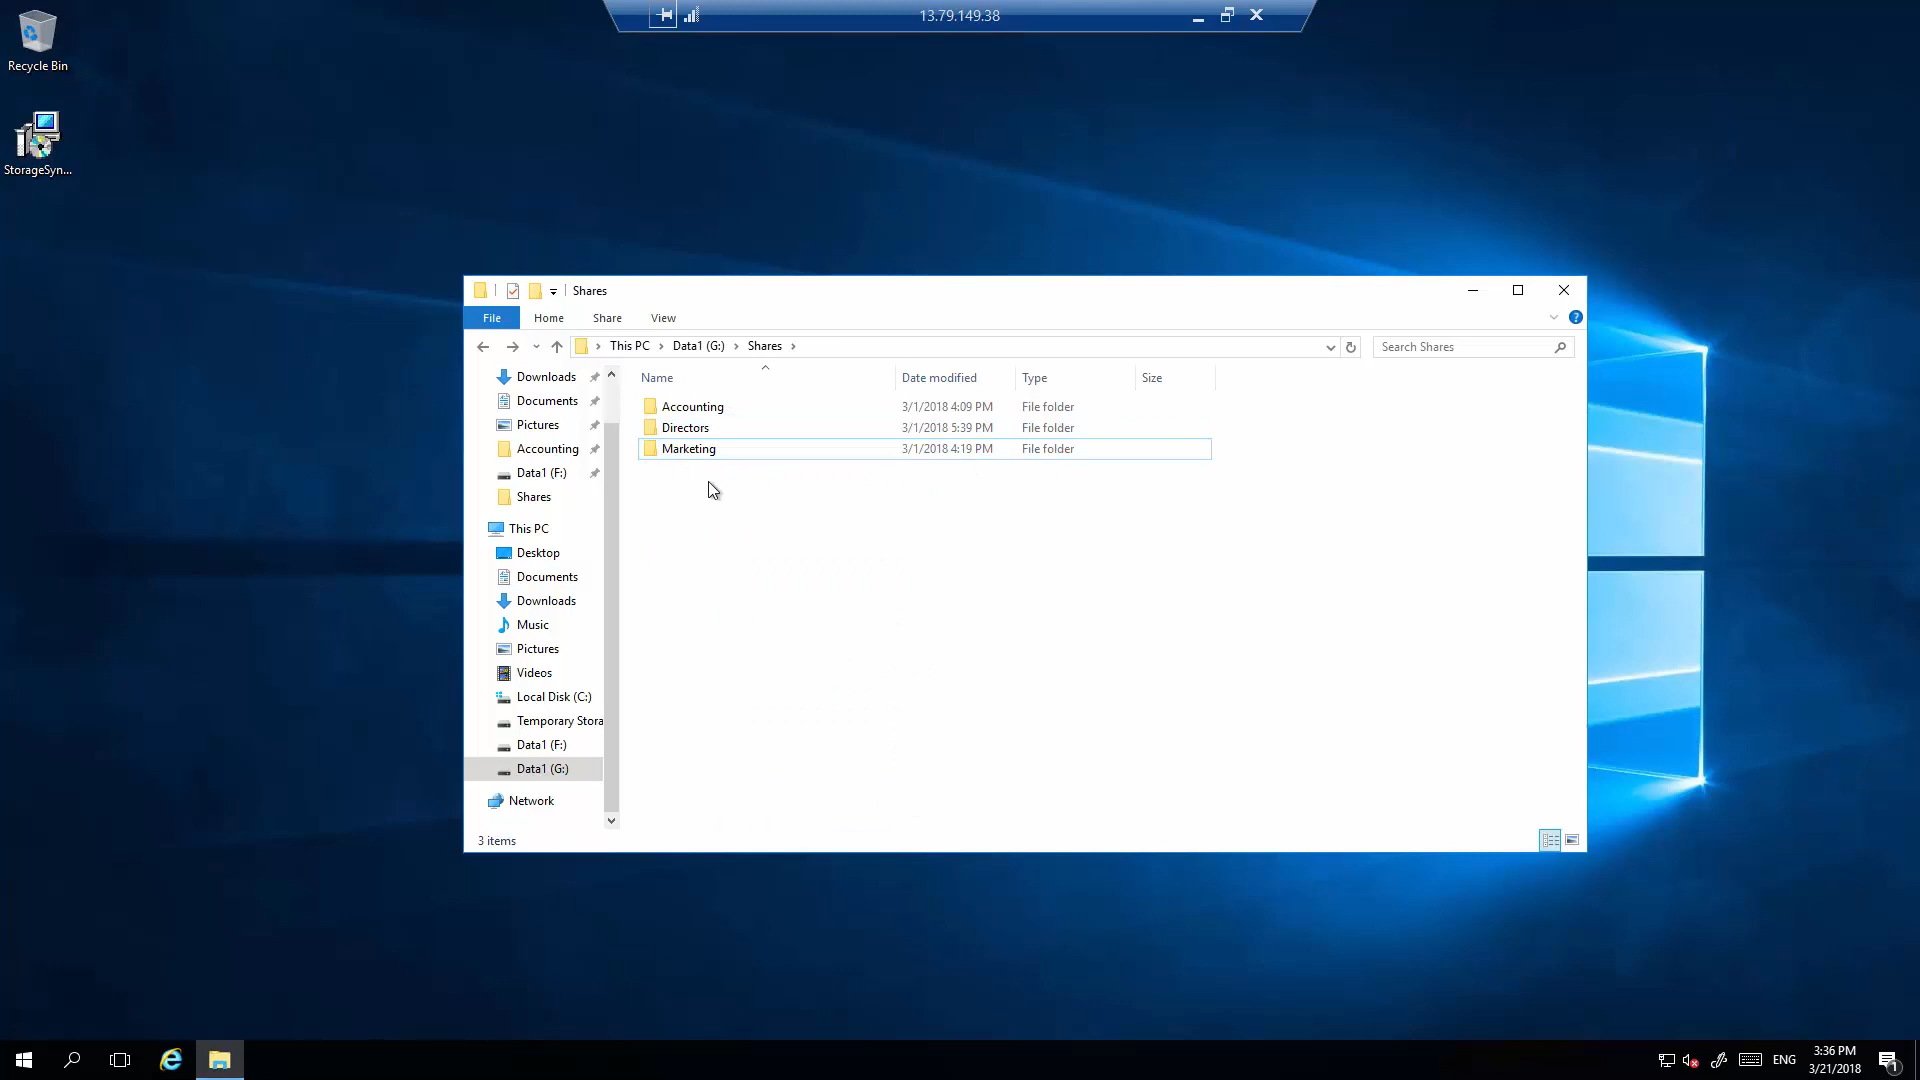 13.79.149.38
Recycle Bin
StorageSyn...
Shares
File Home Share View
This PC Data1 (G:) Shares
Search Shares
Name Date modified Type Size
Accounting 3/1/2018 4:09 PM File folder
Directors 3/1/2018 5:39 PM File folder
Marketing 3/1/2018 4:19 PM File folder
Downloads
Documents
Pictures
Accounting
Data1 (F:)
Shares
This PC
Desktop
Documents
Downloads
Music
Pictures
Videos
Local Disk (C:)
Temporary Stora
Data1 (F:)
Data1 (G:)
Network
3 items
ENG
3:36 PM
3/21/2018
1